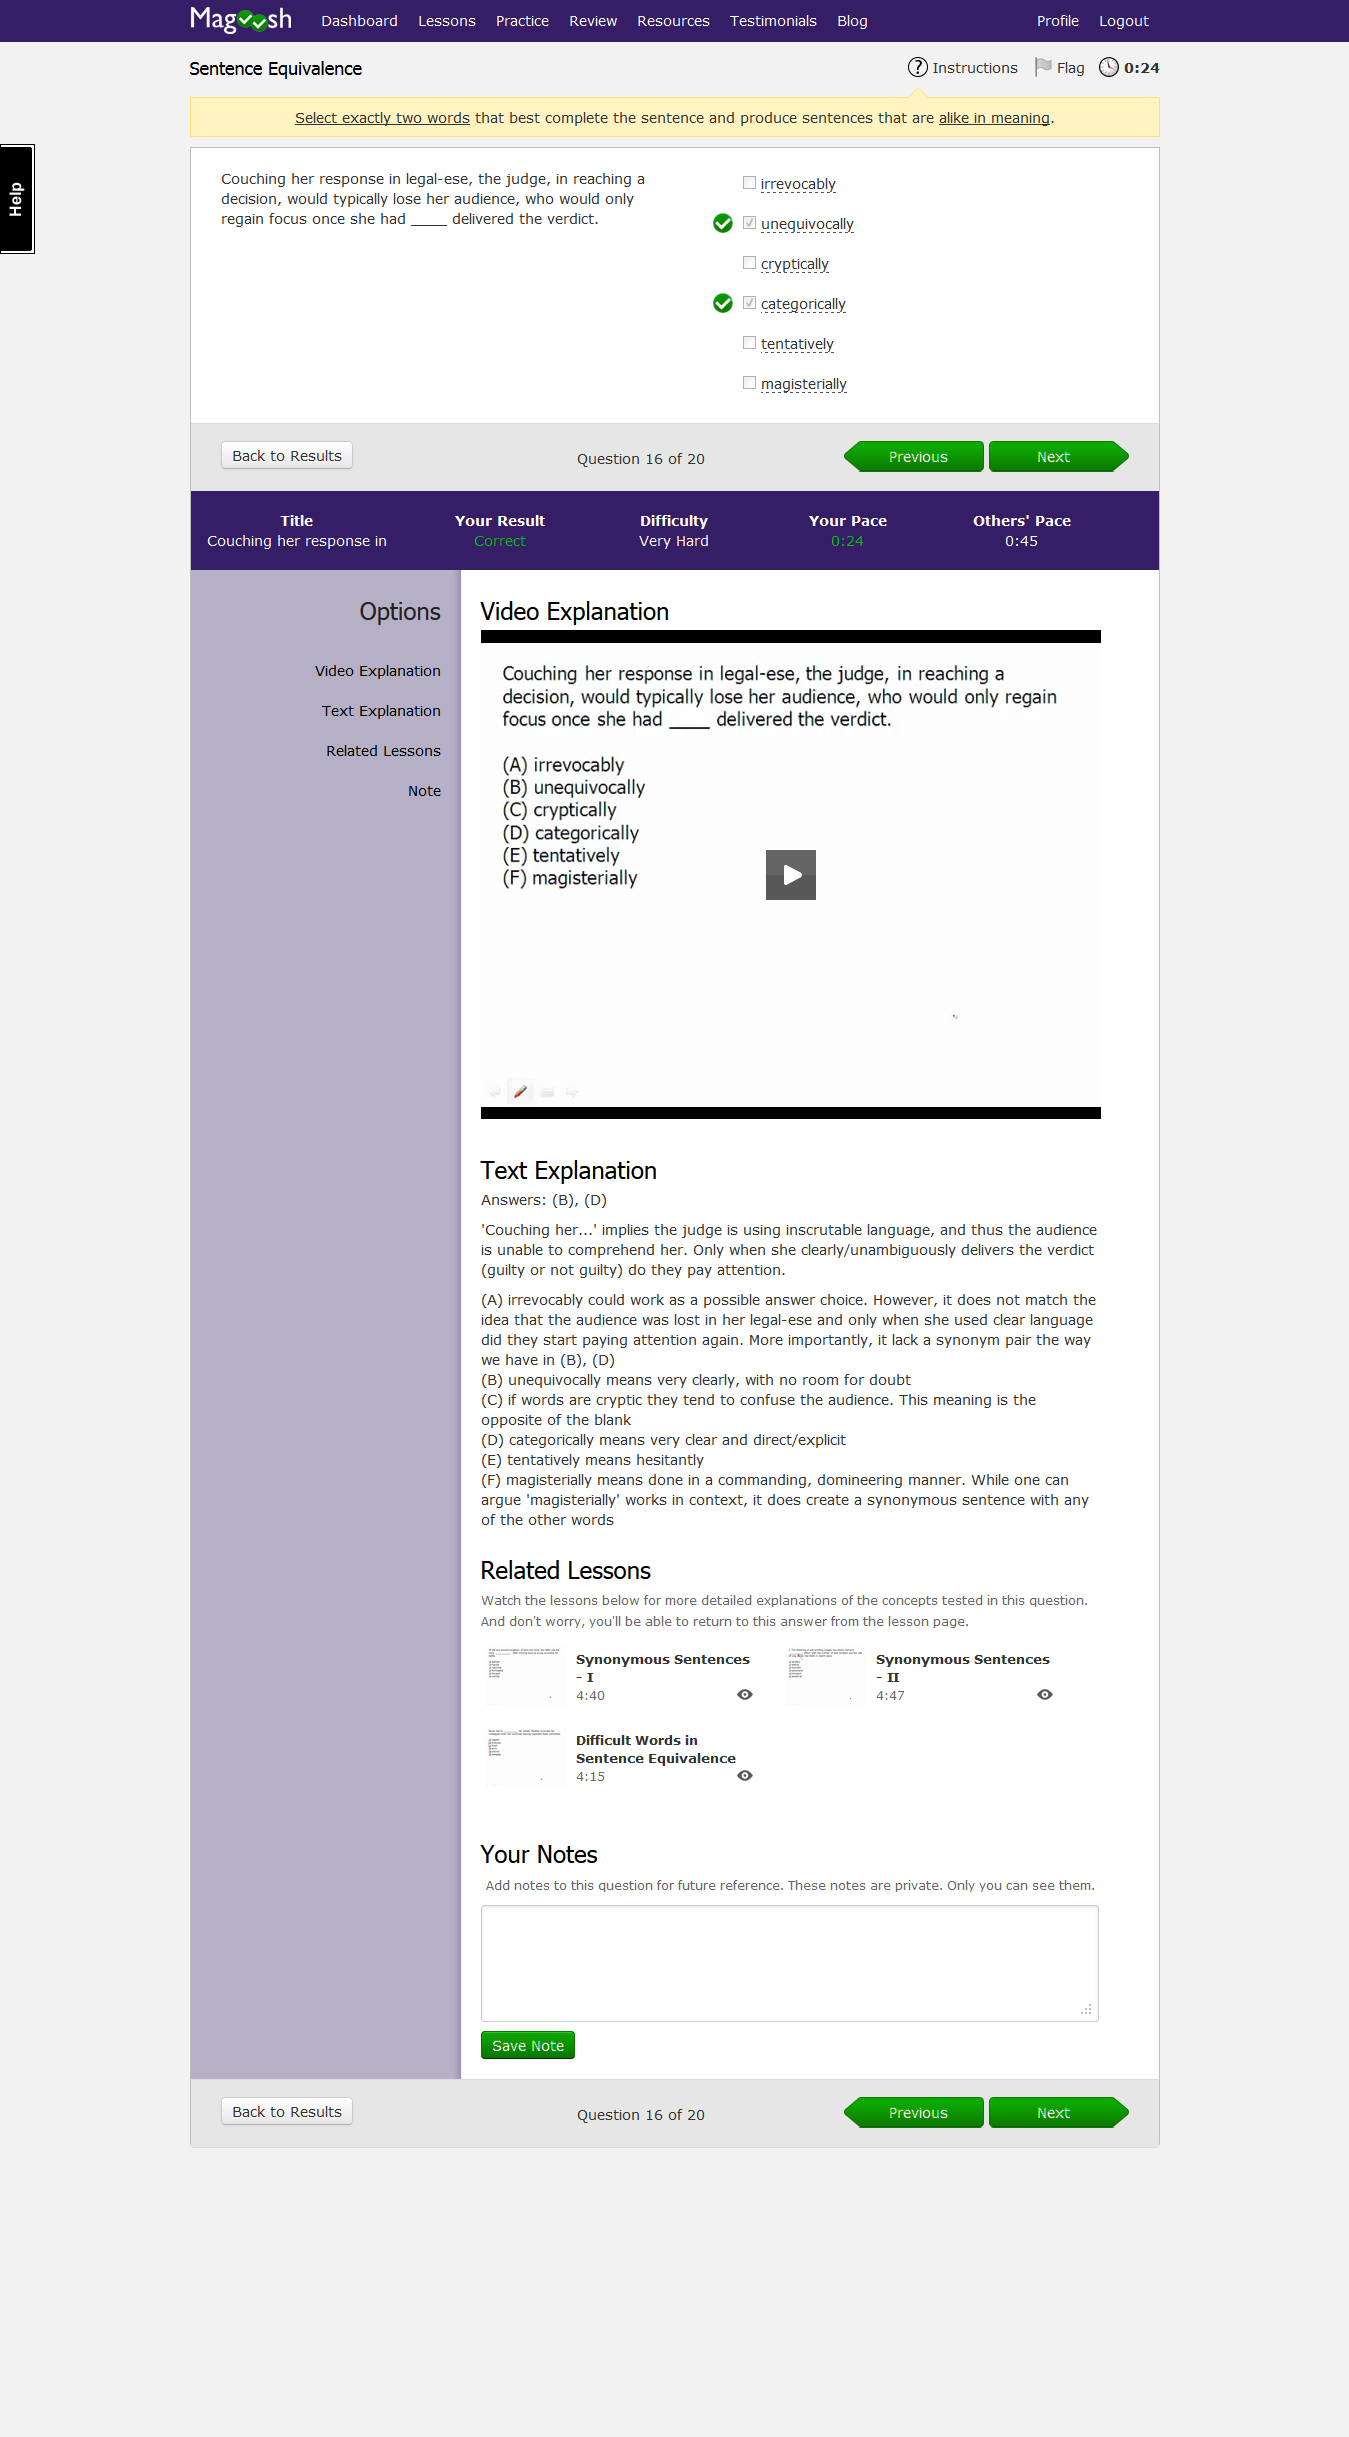 Magoosh Dashboard Lessons Practice Review Resources Testimonials Blog Profile Logout
Sentence Equivalence
Instructions Flag 0:24
Select exactly two words that best complete the sentence and produce sentences that are alike in meaning.
Help
Couching her response in legal-ese, the judge, in reaching a
decision, would typically lose her audience, who would only
regain focus once she had _____ delivered the verdict.
irrevocably
unequivocally
cryptically
categorically
tentatively
magisterially
Back to Results Question 16 of 20 Previous Next
Title Your Result Difficulty Your Pace Others' Pace
Couching her response in Correct Very Hard 0:24 0:45
Options
Video Explanation
Text Explanation
Related Lessons
Note
Video Explanation
Couching her response in legal-ese, the judge, in reaching a
decision, would typically lose her audience, who would only regain
focus once she had ____ delivered the verdict.
(A) irrevocably
(B) unequivocally
(C) cryptically
(D) categorically
(E) tentatively
(F) magisterially
Text Explanation
Answers: (B), (D)
'Couching her...' implies the judge is using inscrutable language, and thus the audience
is unable to comprehend her. Only when she clearly/unambiguously delivers the verdict
(guilty or not guilty) do they pay attention.
(A) irrevocably could work as a possible answer choice. However, it does not match the
idea that the audience was lost in her legal-ese and only when she used clear language
did they start paying attention again. More importantly, it lack a synonym pair the way
we have in (B), (D)
(B) unequivocally means very clearly, with no room for doubt
(C) if words are cryptic they tend to confuse the audience. This meaning is the
opposite of the blank
(D) categorically means very clear and direct/explicit
(E) tentatively means hesitantly
(F) magisterially means done in a commanding, domineering manner. While one can
argue 'magisterially' works in context, it does create a synonymous sentence with any
of the other words
Related Lessons
Watch the lessons below for more detailed explanations of the concepts tested in this question.
And don't worry, you'll be able to return to this answer from the lesson page.
Synonymous Sentences
- I
4:40
Synonymous Sentences
- II
4:47
Difficult Words in
Sentence Equivalence
4:15
Your Notes
Add notes to this question for future reference. These notes are private. Only you can see them.
Save Note
Back to Results Question 16 of 20 Previous Next